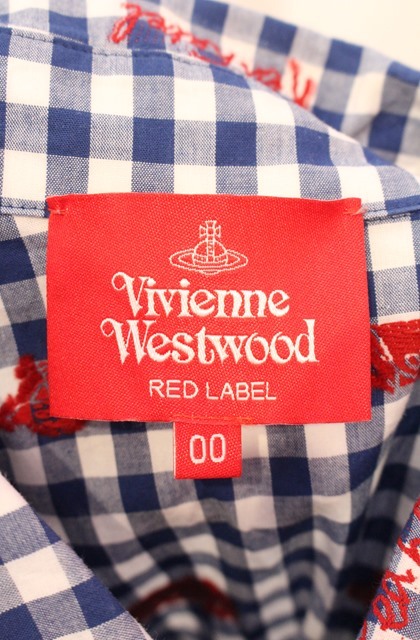 Vivienne
Westwood
RED LABEL
00